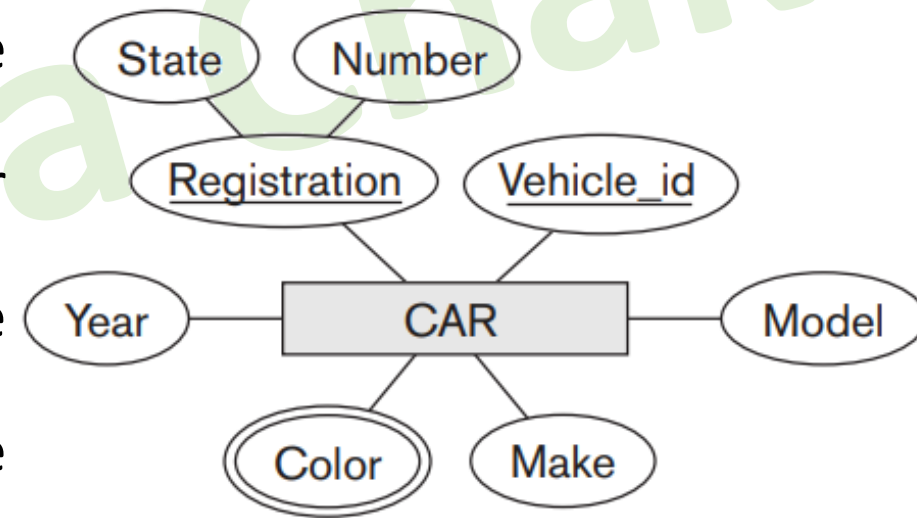 State Number
Registration Vehicle_id
Year CAR Model
Color Make